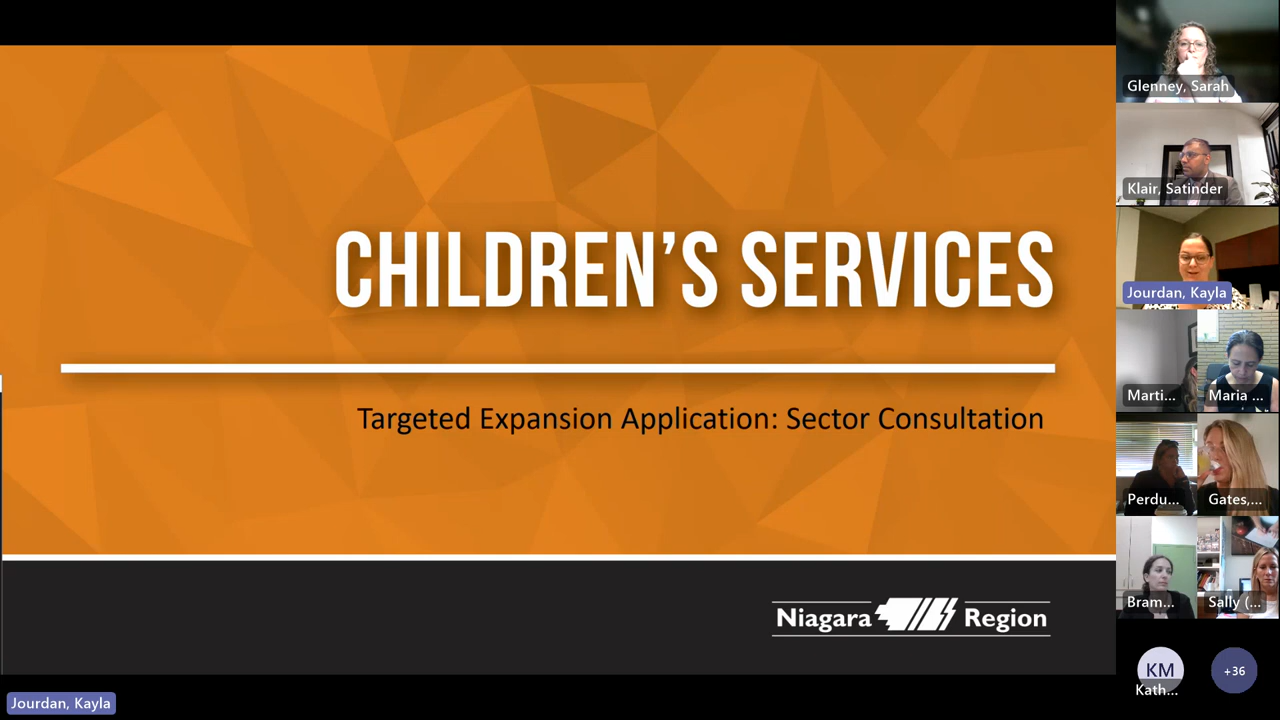 CHILDREN'S SERVICES
Targeted Expansion Application: Sector Consultation
Niagara Region
Jourdan, Kayla
Glenney, Sarah
Klair, Satinder
Jourdan, Kayla
Marti...
Maria ...
Perdu...
Gates,...
Bram...
Sally (...
KM
Kath...
+36